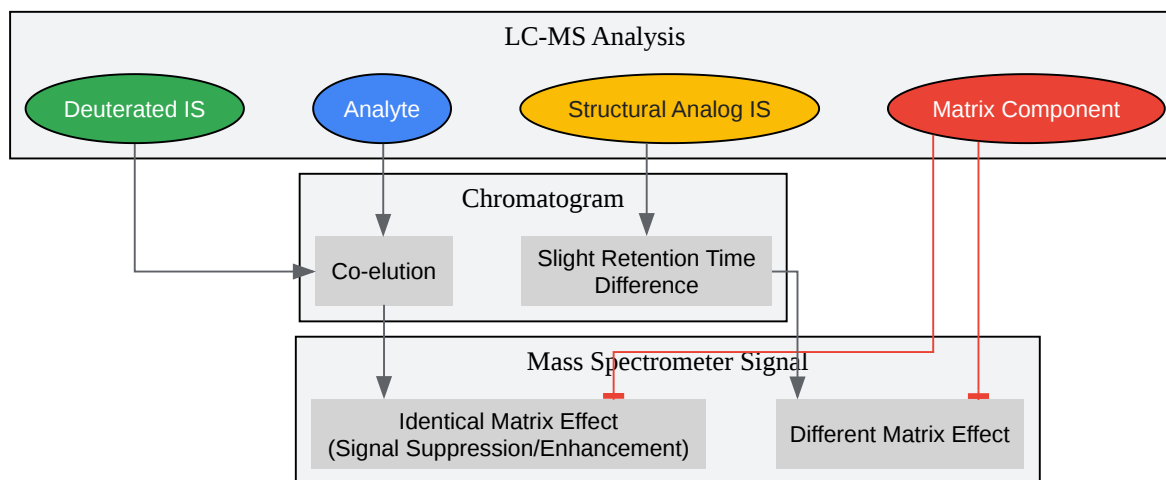 LC-MS Analysis
Deuterated IS
Analyte
Structural Analog IS
Matrix Component
Chromatogram
Co-elution
Slight Retention Time
Difference
Mass Spectrometer Signal
Identical Matrix Effect
(Signal Suppression/Enhancement)
Different Matrix Effect